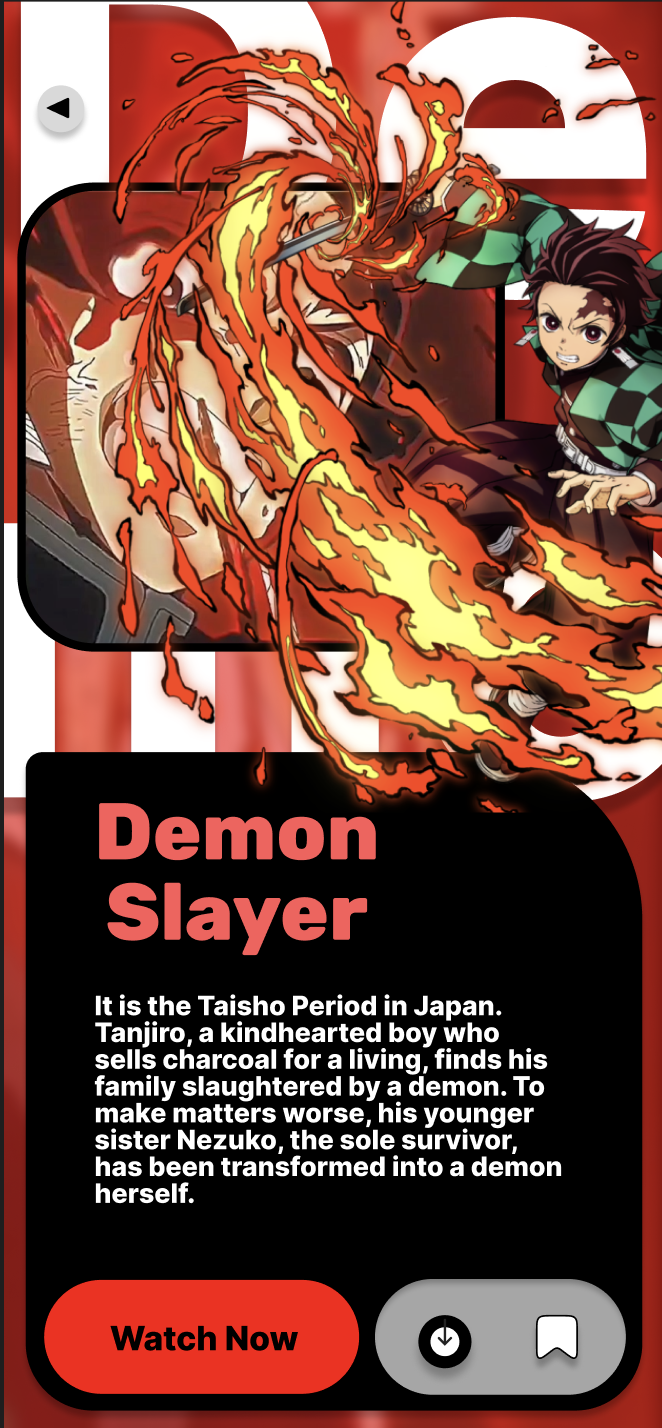 De
m
Demon
Slayer
It is the Taisho Period in Japan.
Tanjiro, a kindhearted boy who
sells charcoal for a living, finds his
family slaughtered by a demon. To
make matters worse, his younger
sister Nezuko, the sole survivor,
has been transformed into a demon
herself.
Watch Now